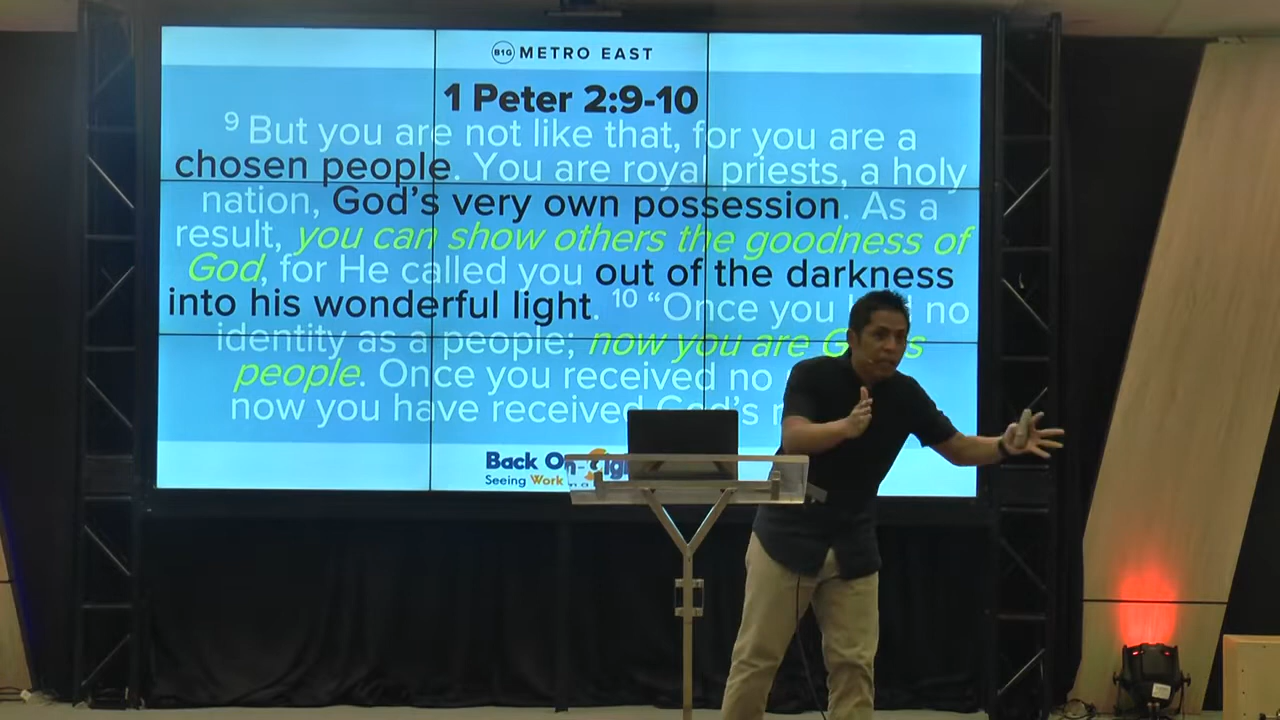 B1G METRO EAST
1 Peter 2:9-10
9 But you are not like that, for you are a
chosen people. You are royal priests, a holy
nation, God's very own possession. As a
result, you can show others the goodness of
God, for He called you out of the darkness
into his wonderful light. 10 “Once you no
identity as a people; now you are
people. Once you received no
now you have received God's
Back
Seeing Work